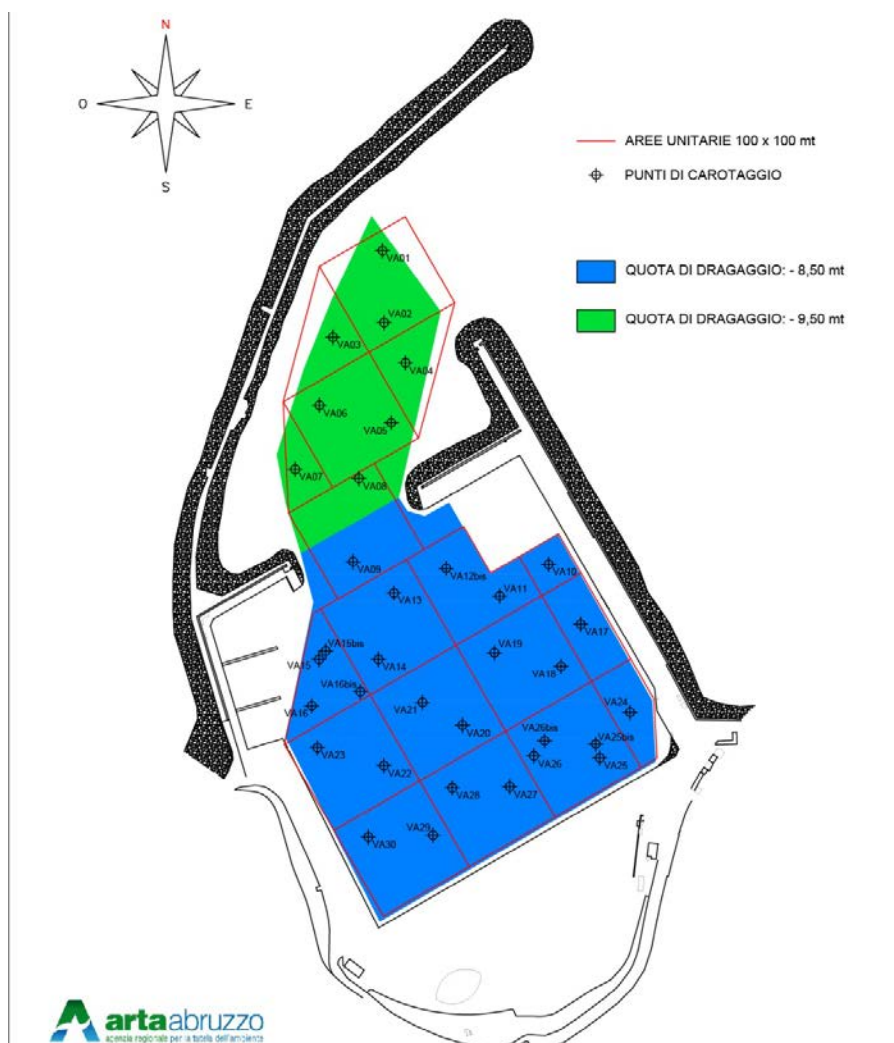 N
O
E
S
AREE UNITARIE 100 x 100 mt
PUNTI DI CAROTAGGIO
QUOTA DI DRAGAGGIO: - 8,50 mt
QUOTA DI DRAGAGGIO: - 9,50 mt
VA01
VA02
VA03
VA04
VA06
VA05
VA07
VA08
VA09
VA12bis
VA10
VA11
VA13
VA17
VA15bis
VA19
VA15
VA14
VA18
VA16bis
VA16
VA21
VA24
VA20
VA26bis
VA25bis
VA23
VA22
VA26
VA25
VA28
VA27
VA29
VA30
artaabruzzo
agenzia regionale per la tutela dell'ambiente